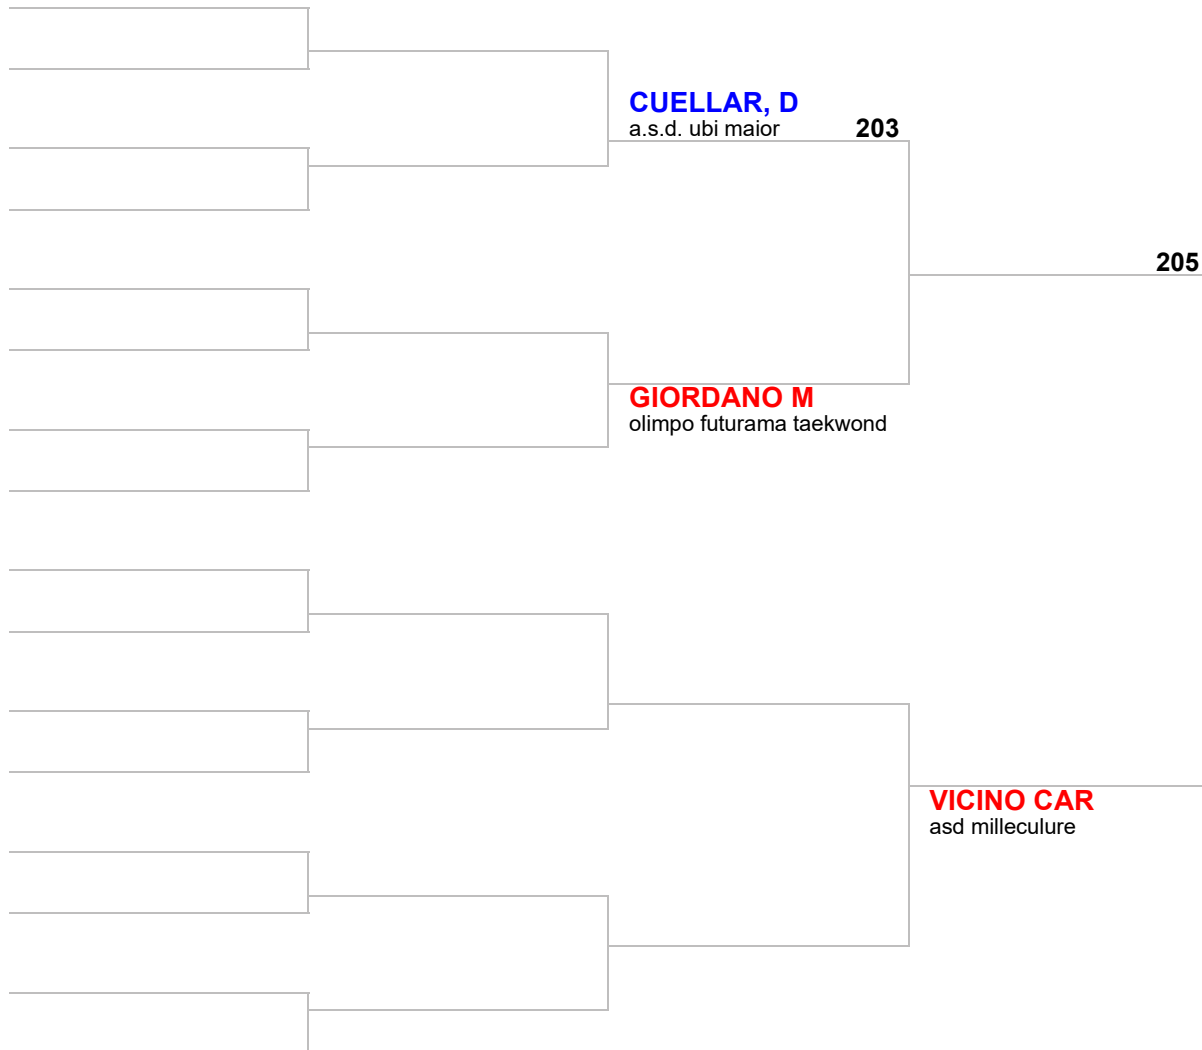 CUELLAR, D
a.s.d. ubi maior 203
205
GIORDANO M
olimpo futurama taekwond
VICINO CAR
asd milleculure